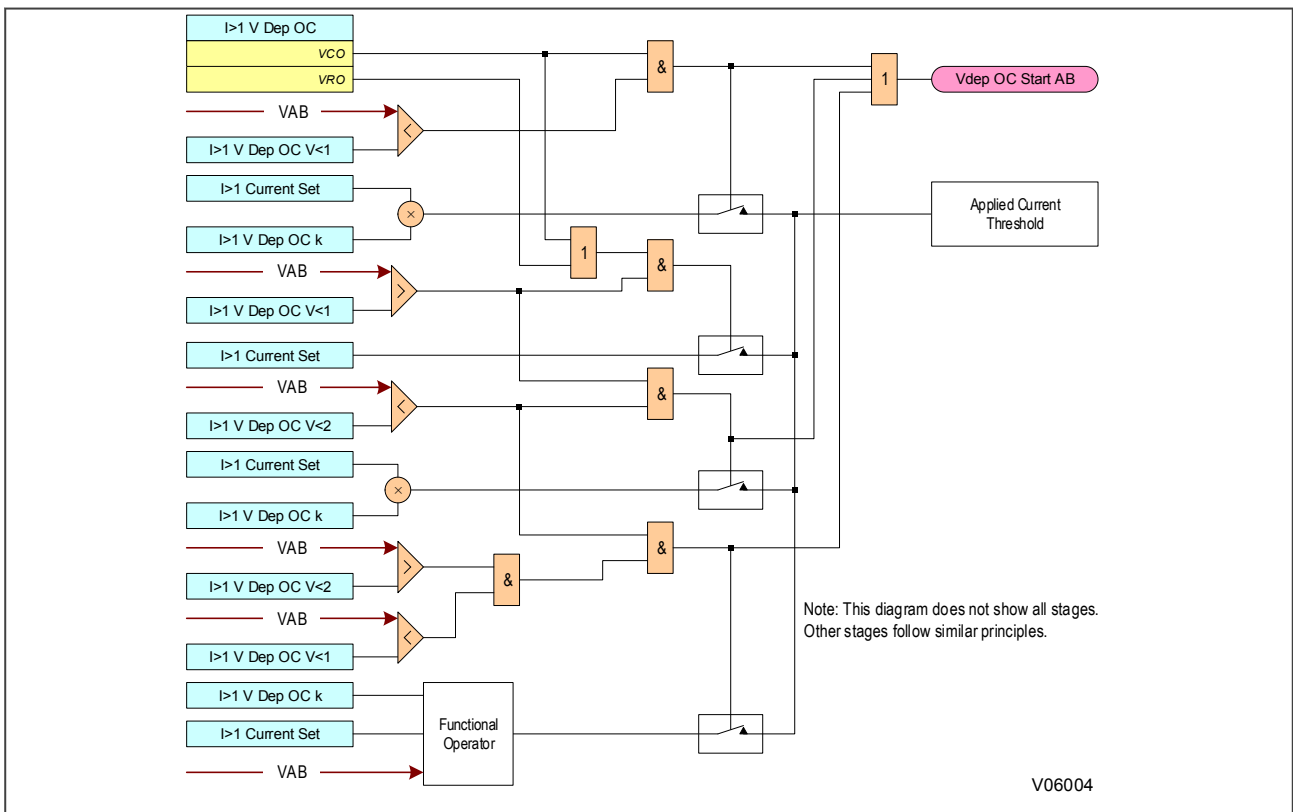 I>1 V Dep OC
VCO
VRO
VAB
I>1 V Dep OC V<1
I>1 Current Set
I>1 V Dep OC k
VAB
I>1 V Dep OC V<1
I>1 Current Set
VAB
I>1 V Dep OC V<2
I>1 Current Set
I>1 V Dep OC k
VAB
I>1 V Dep OC V<2
VAB
I>1 V Dep OC V<1
I>1 V Dep OC k
I>1 Current Set
VAB
<
×
>
<
×
>
<
&
1
&
&
&
&
Functional
Operator
1
Vdep OC Start AB
Applied Current
Threshold
Note: This diagram does not show all stages.
Other stages follow similar principles.
V06004